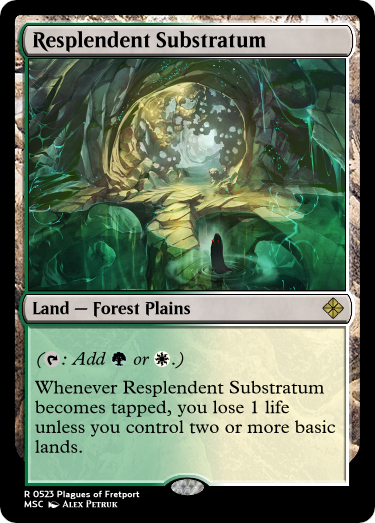 Resplendent Substratum
Land — Forest Plains
(: Add or .)
Whenever Resplendent Substratum
becomes tapped, you lose 1 life
unless you control two or more basic
lands.
R 0523 Plagues of Fretport
MSC Alex Petruk